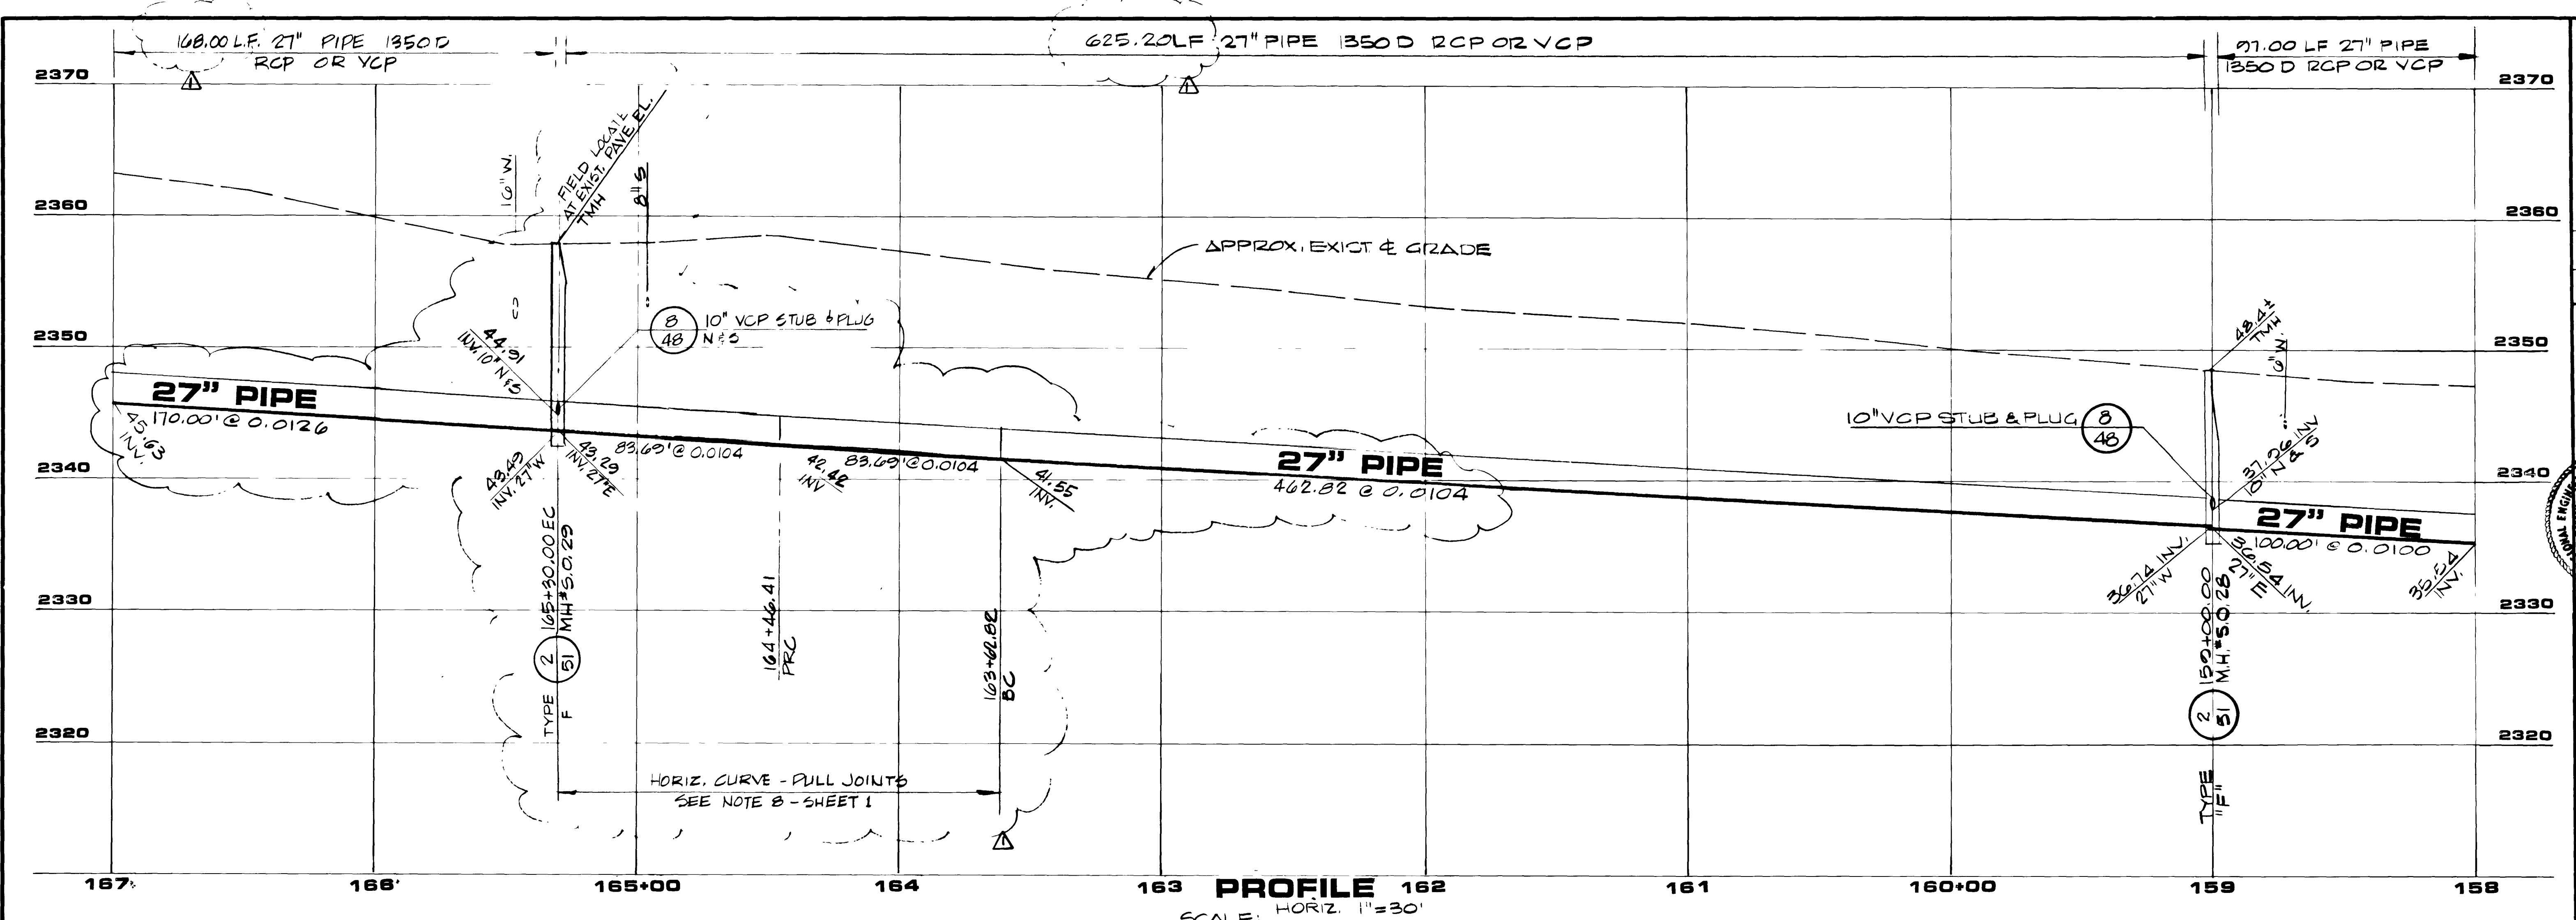 168.00 L.F. 27" PIPE 1350 D
RCP OR VCP
625.20 LF 27" PIPE 1350 D RCP OR VCP
97.00 LF 27" PIPE
1350 D RCP OR VCP
2370
2370
1
1
FIELD LOCATE
AT EXIST. PAVE EL.
TMH
16" W.
8" S
2360
2360
APPROX. EXIST ℄ GRADE
2350
2350
8
48
10" VCP STUB & PLUG
N & S
44.91
INV. 10" N & S
48.4±
TMH
6" W.
27" PIPE
170.00' @ 0.0126
45.63
INV.
10" VCP STUB & PLUG
8
48
37.96 INV
10" N & S
2340
2340
43.49
INV. 27" W
43.29
INV. 27" E
83.69' @ 0.0104
42.42
INV
83.69' @ 0.0104
41.55
INV.
27" PIPE
462.82 @ 0.0104
27" PIPE
100.00' @ 0.0100
36.74 INV.
27" W
36.54 INV.
27" E
35.54
INV.
2330
2330
165+30.00 EC
MH #5.0.29
2
51
TYPE
F
164+46.41
PRC
163+62.82
BC
159+00.00
M.H. #5.0.28
2
51
TYPE
"F"
2320
2320
HORIZ. CURVE - PULL JOINTS
SEE NOTE 8 - SHEET 1
1
167
166
165+00
164
163
162
161
160+00
159
158
PROFILE
SCALE: HORIZ. 1"=30'